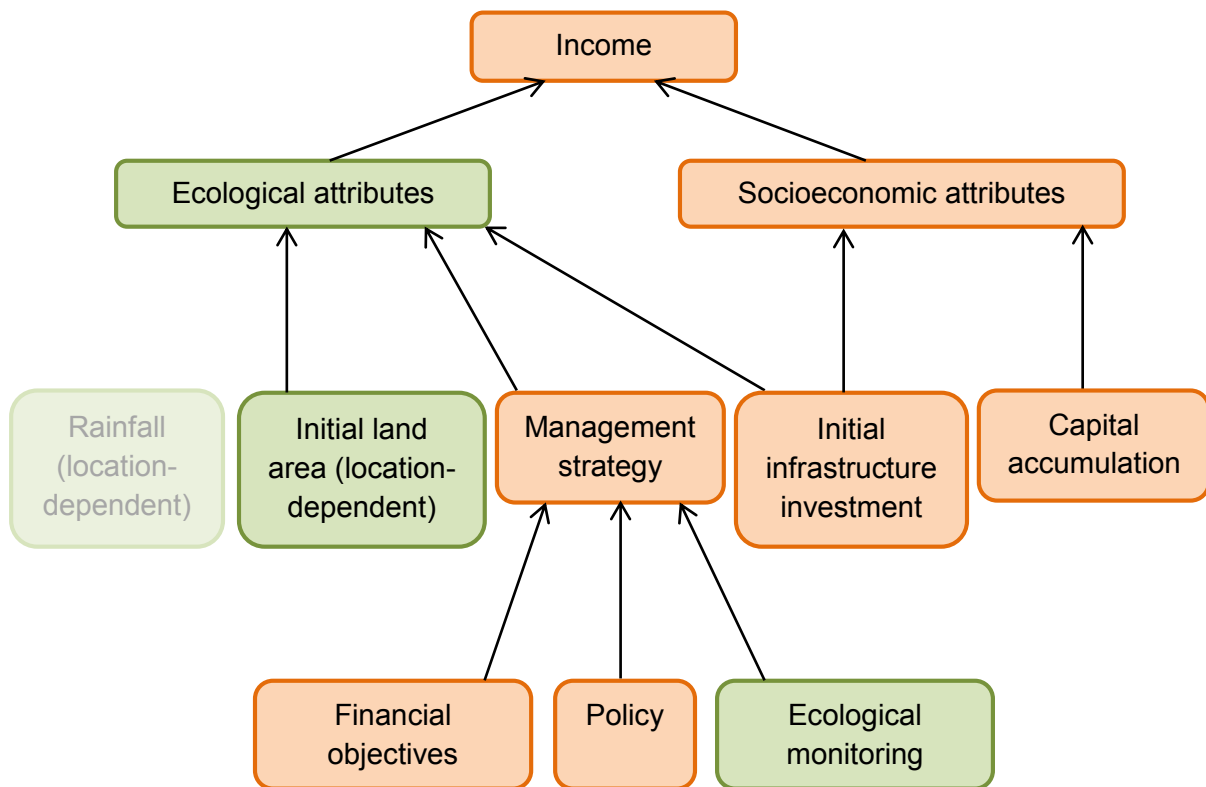 Income
Ecological attributes
Socioeconomic attributes
Rainfall
(location-
dependent)
Initial land
area (location-
dependent)
Management
strategy
Initial
infrastructure
investment
Capital
accumulation
Financial
objectives
Policy
Ecological
monitoring